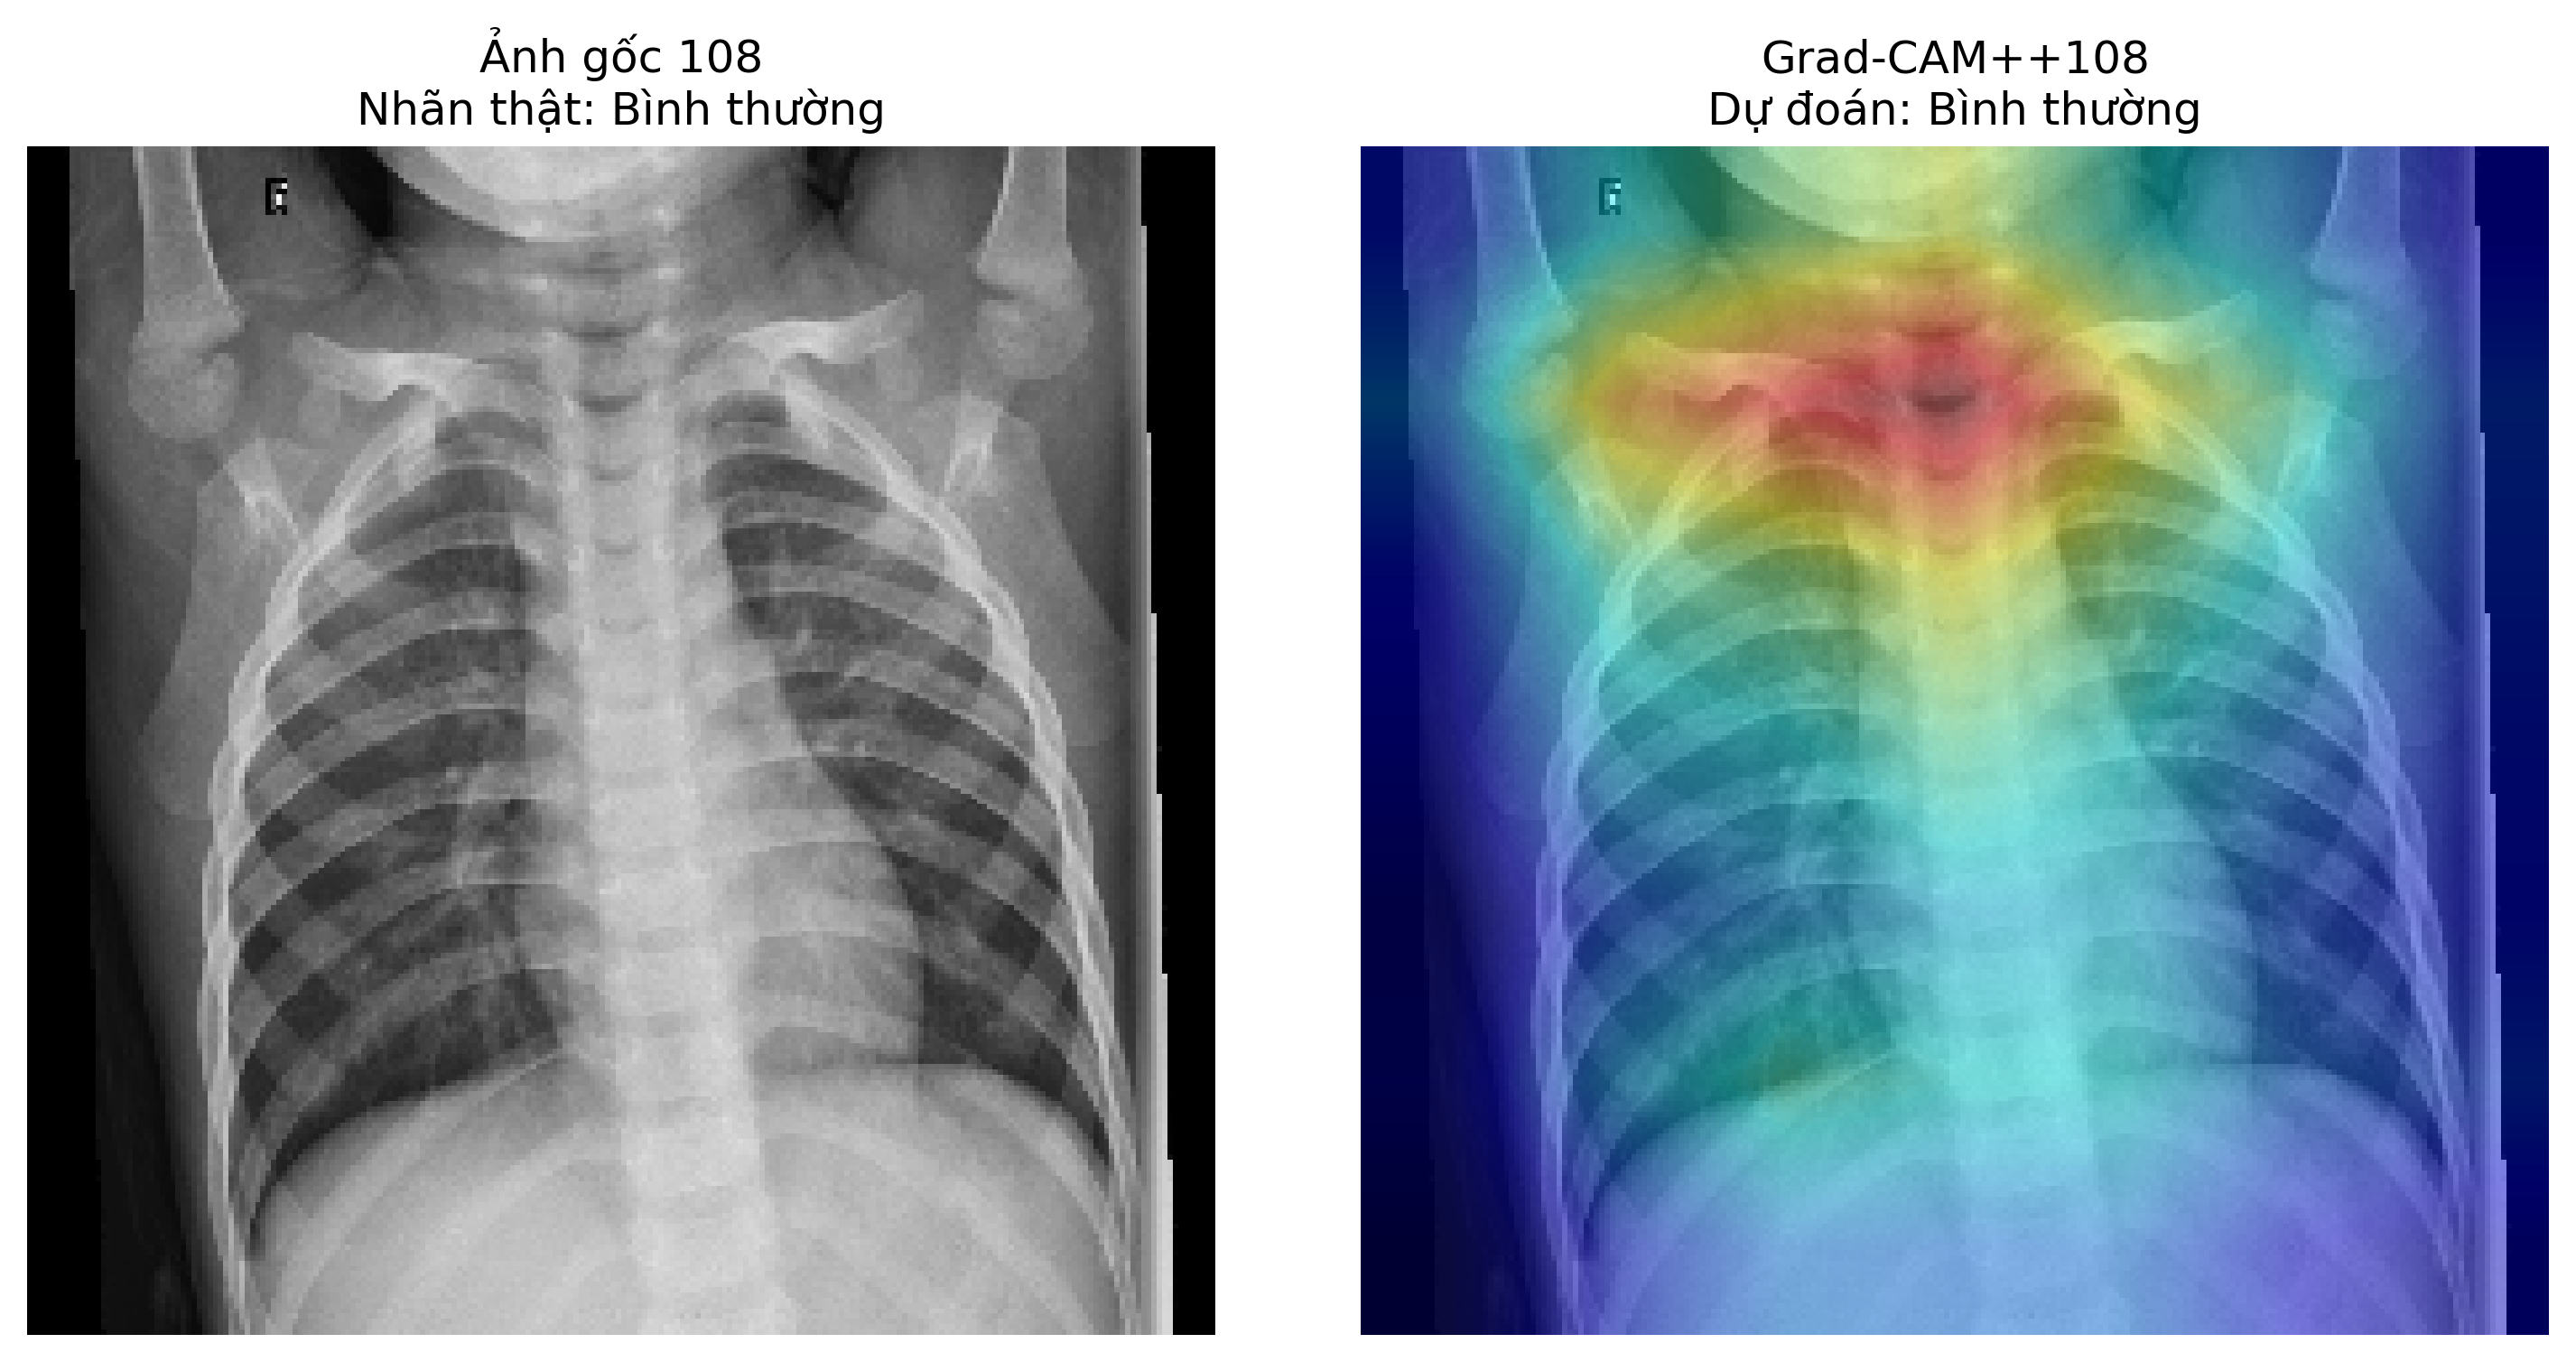 Ảnh gốc 108
Nhãn thật: Bình thường
Grad-CAM++108
Dự đoán: Bình thường